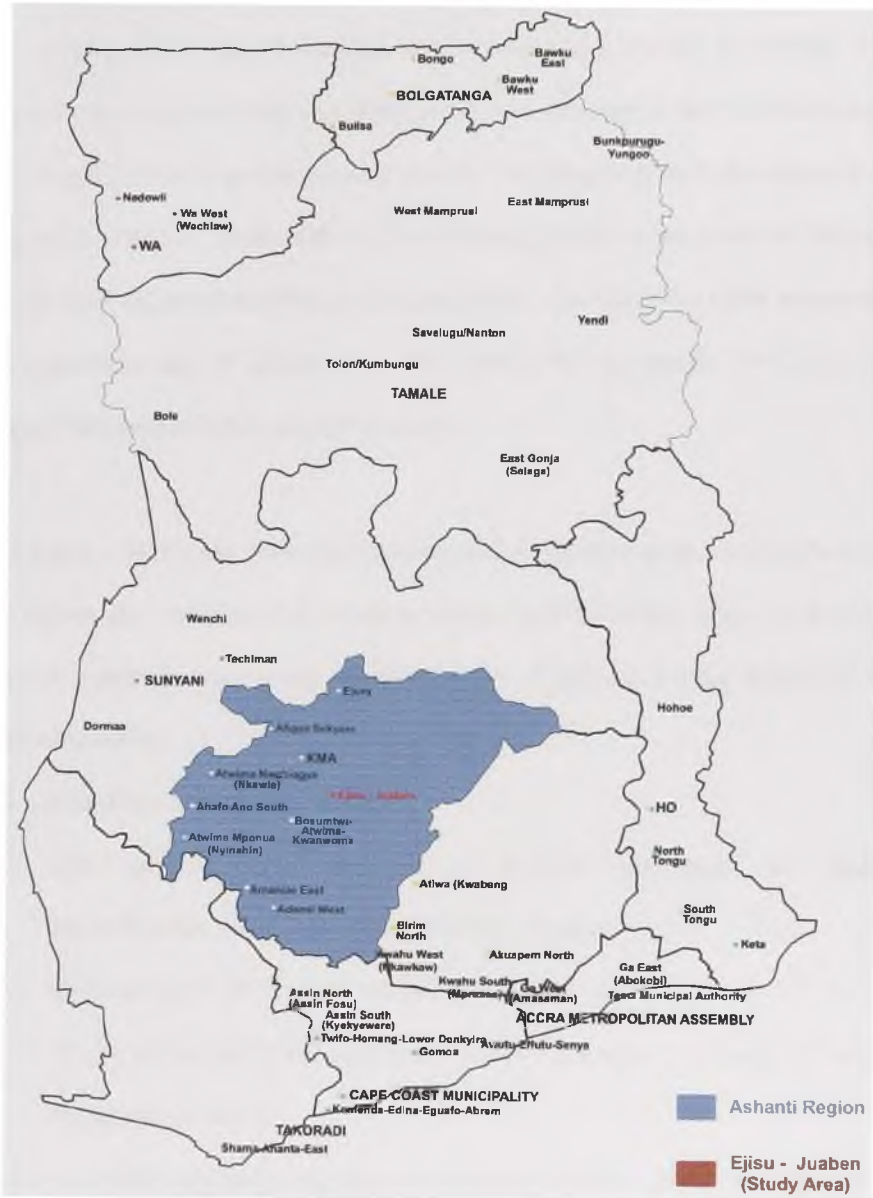 Bongo
Bawku
East
Bawku
West
BOLGATANGA
Builsa
Bunkpurugu-
Yungoo
Nadowli
Wa West
(Wechiaw)
West Mamprusi
East Mamprusi
WA
Yendi
Savelugu/Nanton
Tolon/Kumbungu
TAMALE
Bole
East Gonja
(Salaga)
Wenchi
Techiman
SUNYANI
Ejura
Hohoe
Dormaa
Afigya Sekyere
KMA
Atwima Nwabiagya
(Nkawie)
Ejisu - Juaben
Ahafo Ano South
Bosumtwi-
Atwima-
Kwanwoma
HO
Atwima Mponua
(Nyinahin)
North
Tongu
Atiwa (Kwabeng
Amansie East
Adansi West
South
Tongu
Birim
North
Keta
Akuapem North
Kwahu West
(Nkawkaw)
Ga East
(Abokobi)
Kwahu South
(Mpraeso)
Ga West
(Amasaman)
Tema Municipal Authority
Assin North
(Assin Fosu)
Assin South
(Kyekyewere)
ACCRA METROPOLITAN ASSEMBLY
Twifo-Hemang-Lower Denkyira
Awutu-Effutu-Senya
Gomoa
CAPE COAST MUNICIPALITY
Komenda-Edina-Eguafo-Abrem
TAKORADI
Shama-Ahanta-East
Ashanti Region
Ejisu - Juaben
(Study Area)